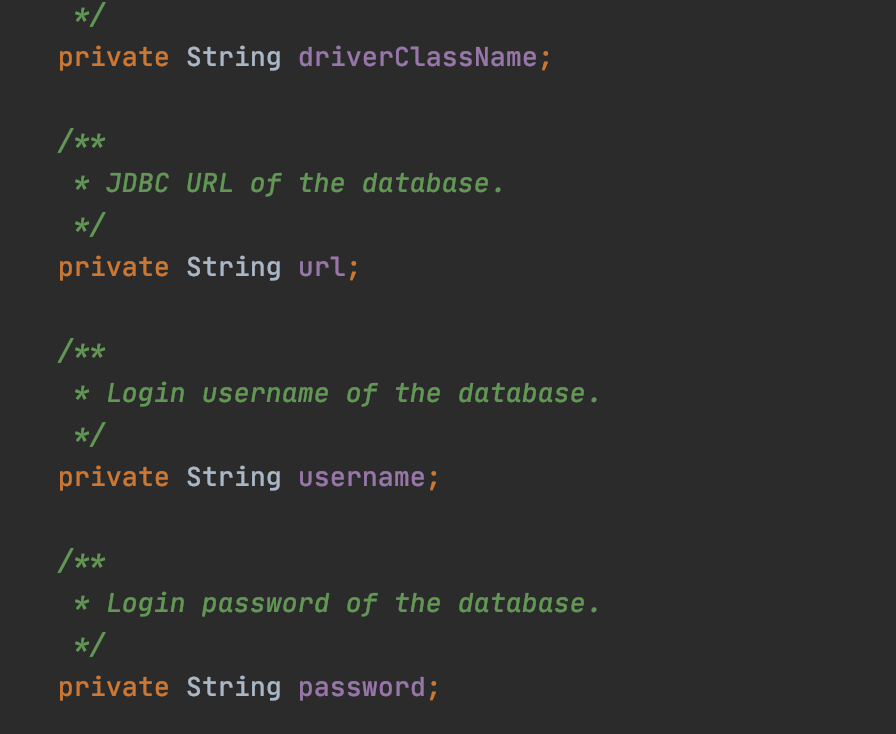 */
private String driverClassName;
/**
* JDBC URL of the database.
*/
private String url;
/**
* Login username of the database.
*/
private String username;
/**
* Login password of the database.
*/
private String password;